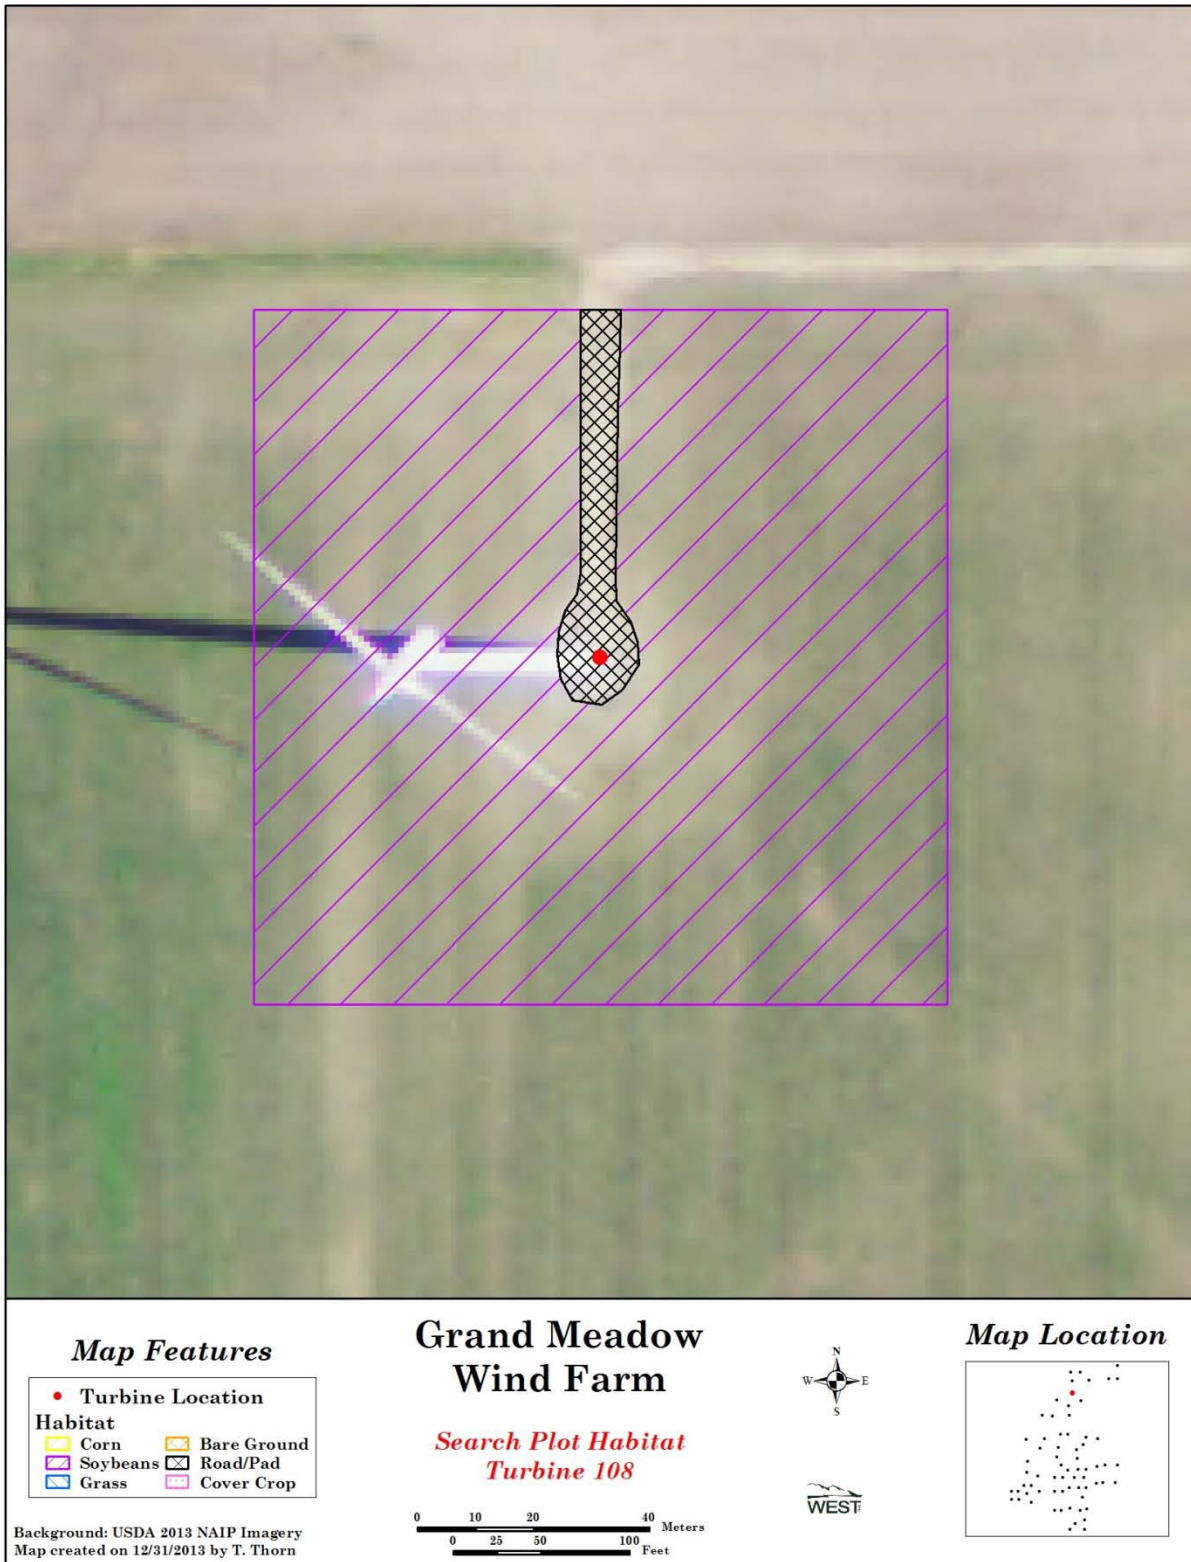 Map Features
Turbine Location
Habitat
Corn
Bare Ground
Soybeans
Road/Pad
Grass
Cover Crop
Background: USDA 2013 NAIP Imagery
Map created on 12/31/2013 by T. Thorn
Grand Meadow
Wind Farm
Search Plot Habitat
Turbine 108
0 10 20 40 Meters
0 25 50 100 Feet
N
W E
S
WEST
Map Location